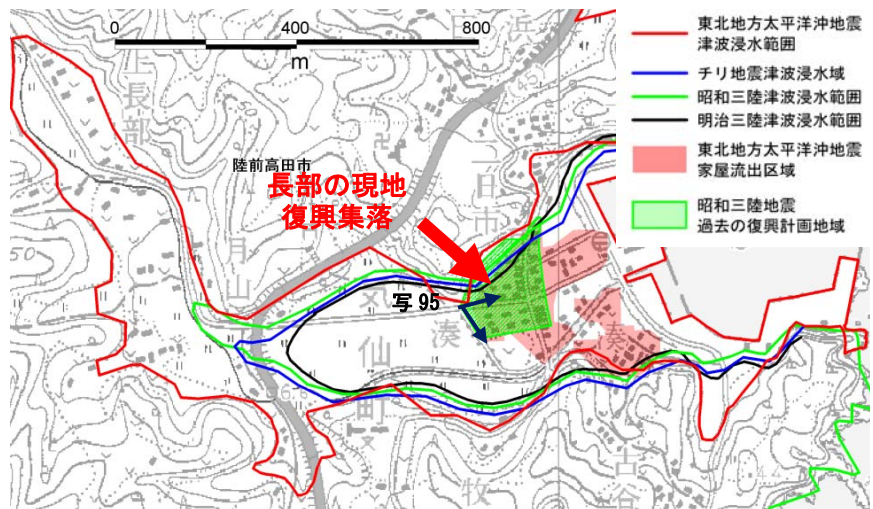 0
400
800
m
東北地方太平洋沖地震
津波浸水範囲
チリ地震津波浸水域
昭和三陸津波浸水範囲
明治三陸津波浸水範囲
東北地方太平洋沖地震
家屋流出区域
昭和三陸地震
過去の復興計画地域
浜
上長部
陸前高田市
長部の現地
復興集落
二日市
月山
写 95
気仙町
湊
湊
古谷
牧